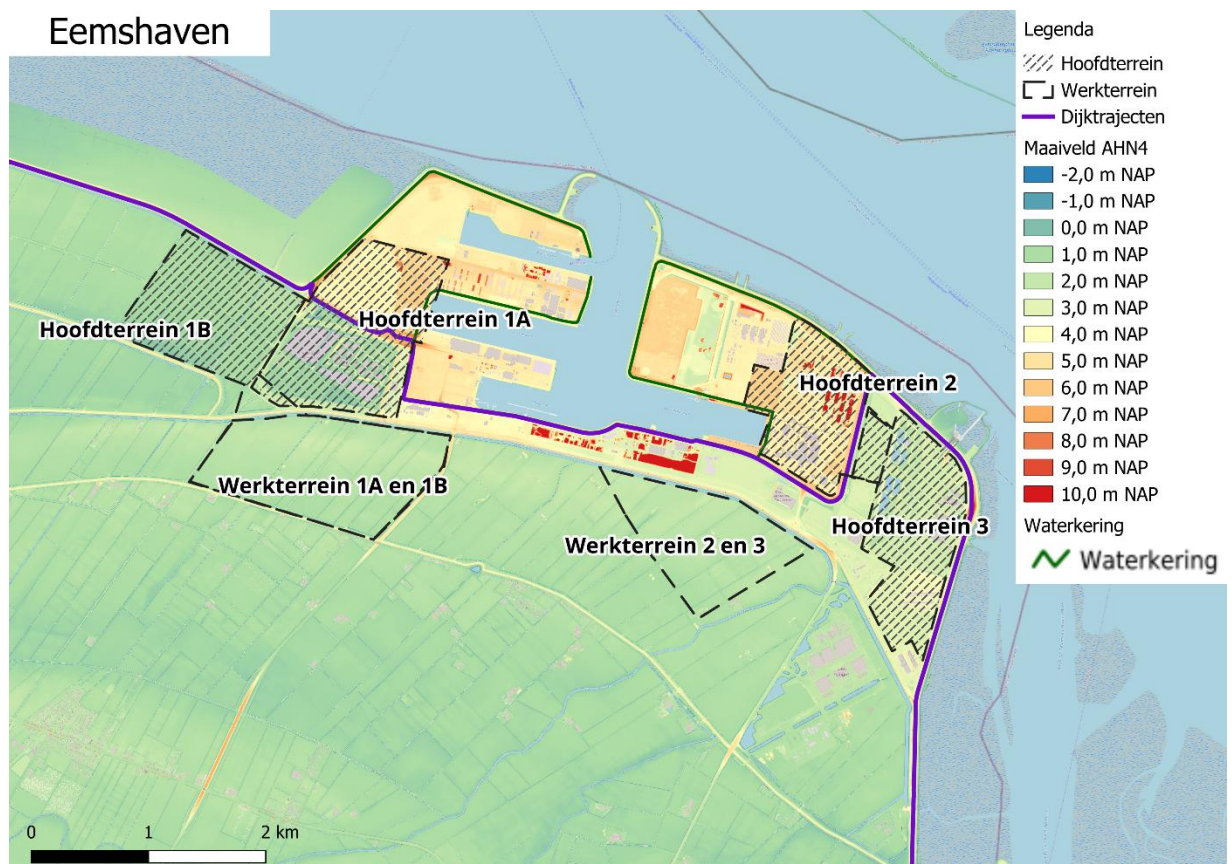 Eemshaven
Legenda
Hoofdterrein
Werkterrein
Dijktrajecten
Maaiveld AHN4
-2,0 m NAP
-1,0 m NAP
0,0 m NAP
1,0 m NAP
2,0 m NAP
3,0 m NAP
4,0 m NAP
5,0 m NAP
6,0 m NAP
7,0 m NAP
8,0 m NAP
9,0 m NAP
10,0 m NAP
Waterkering
Waterkering
Hoofdterrein 1B
Hoofdterrein 1A
Hoofdterrein 2
Werkterrein 1A en 1B
Werkterrein 2 en 3
Hoofdterrein 3
0 1 2 km